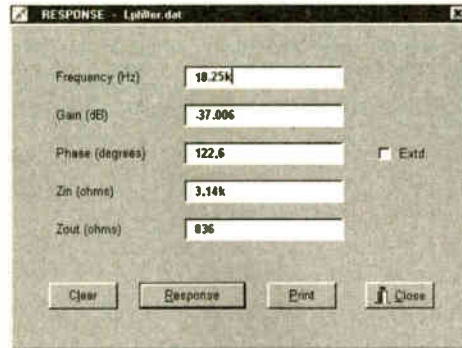 RESPONSE - Lpfilter.dat
Frequency (Hz) 18.25k
Gain (dB) -37.006
Phase (degrees) 122.6 Extd
Zin (ohms) 3.14k
Zout (ohms) 836
Clear Response Print Close